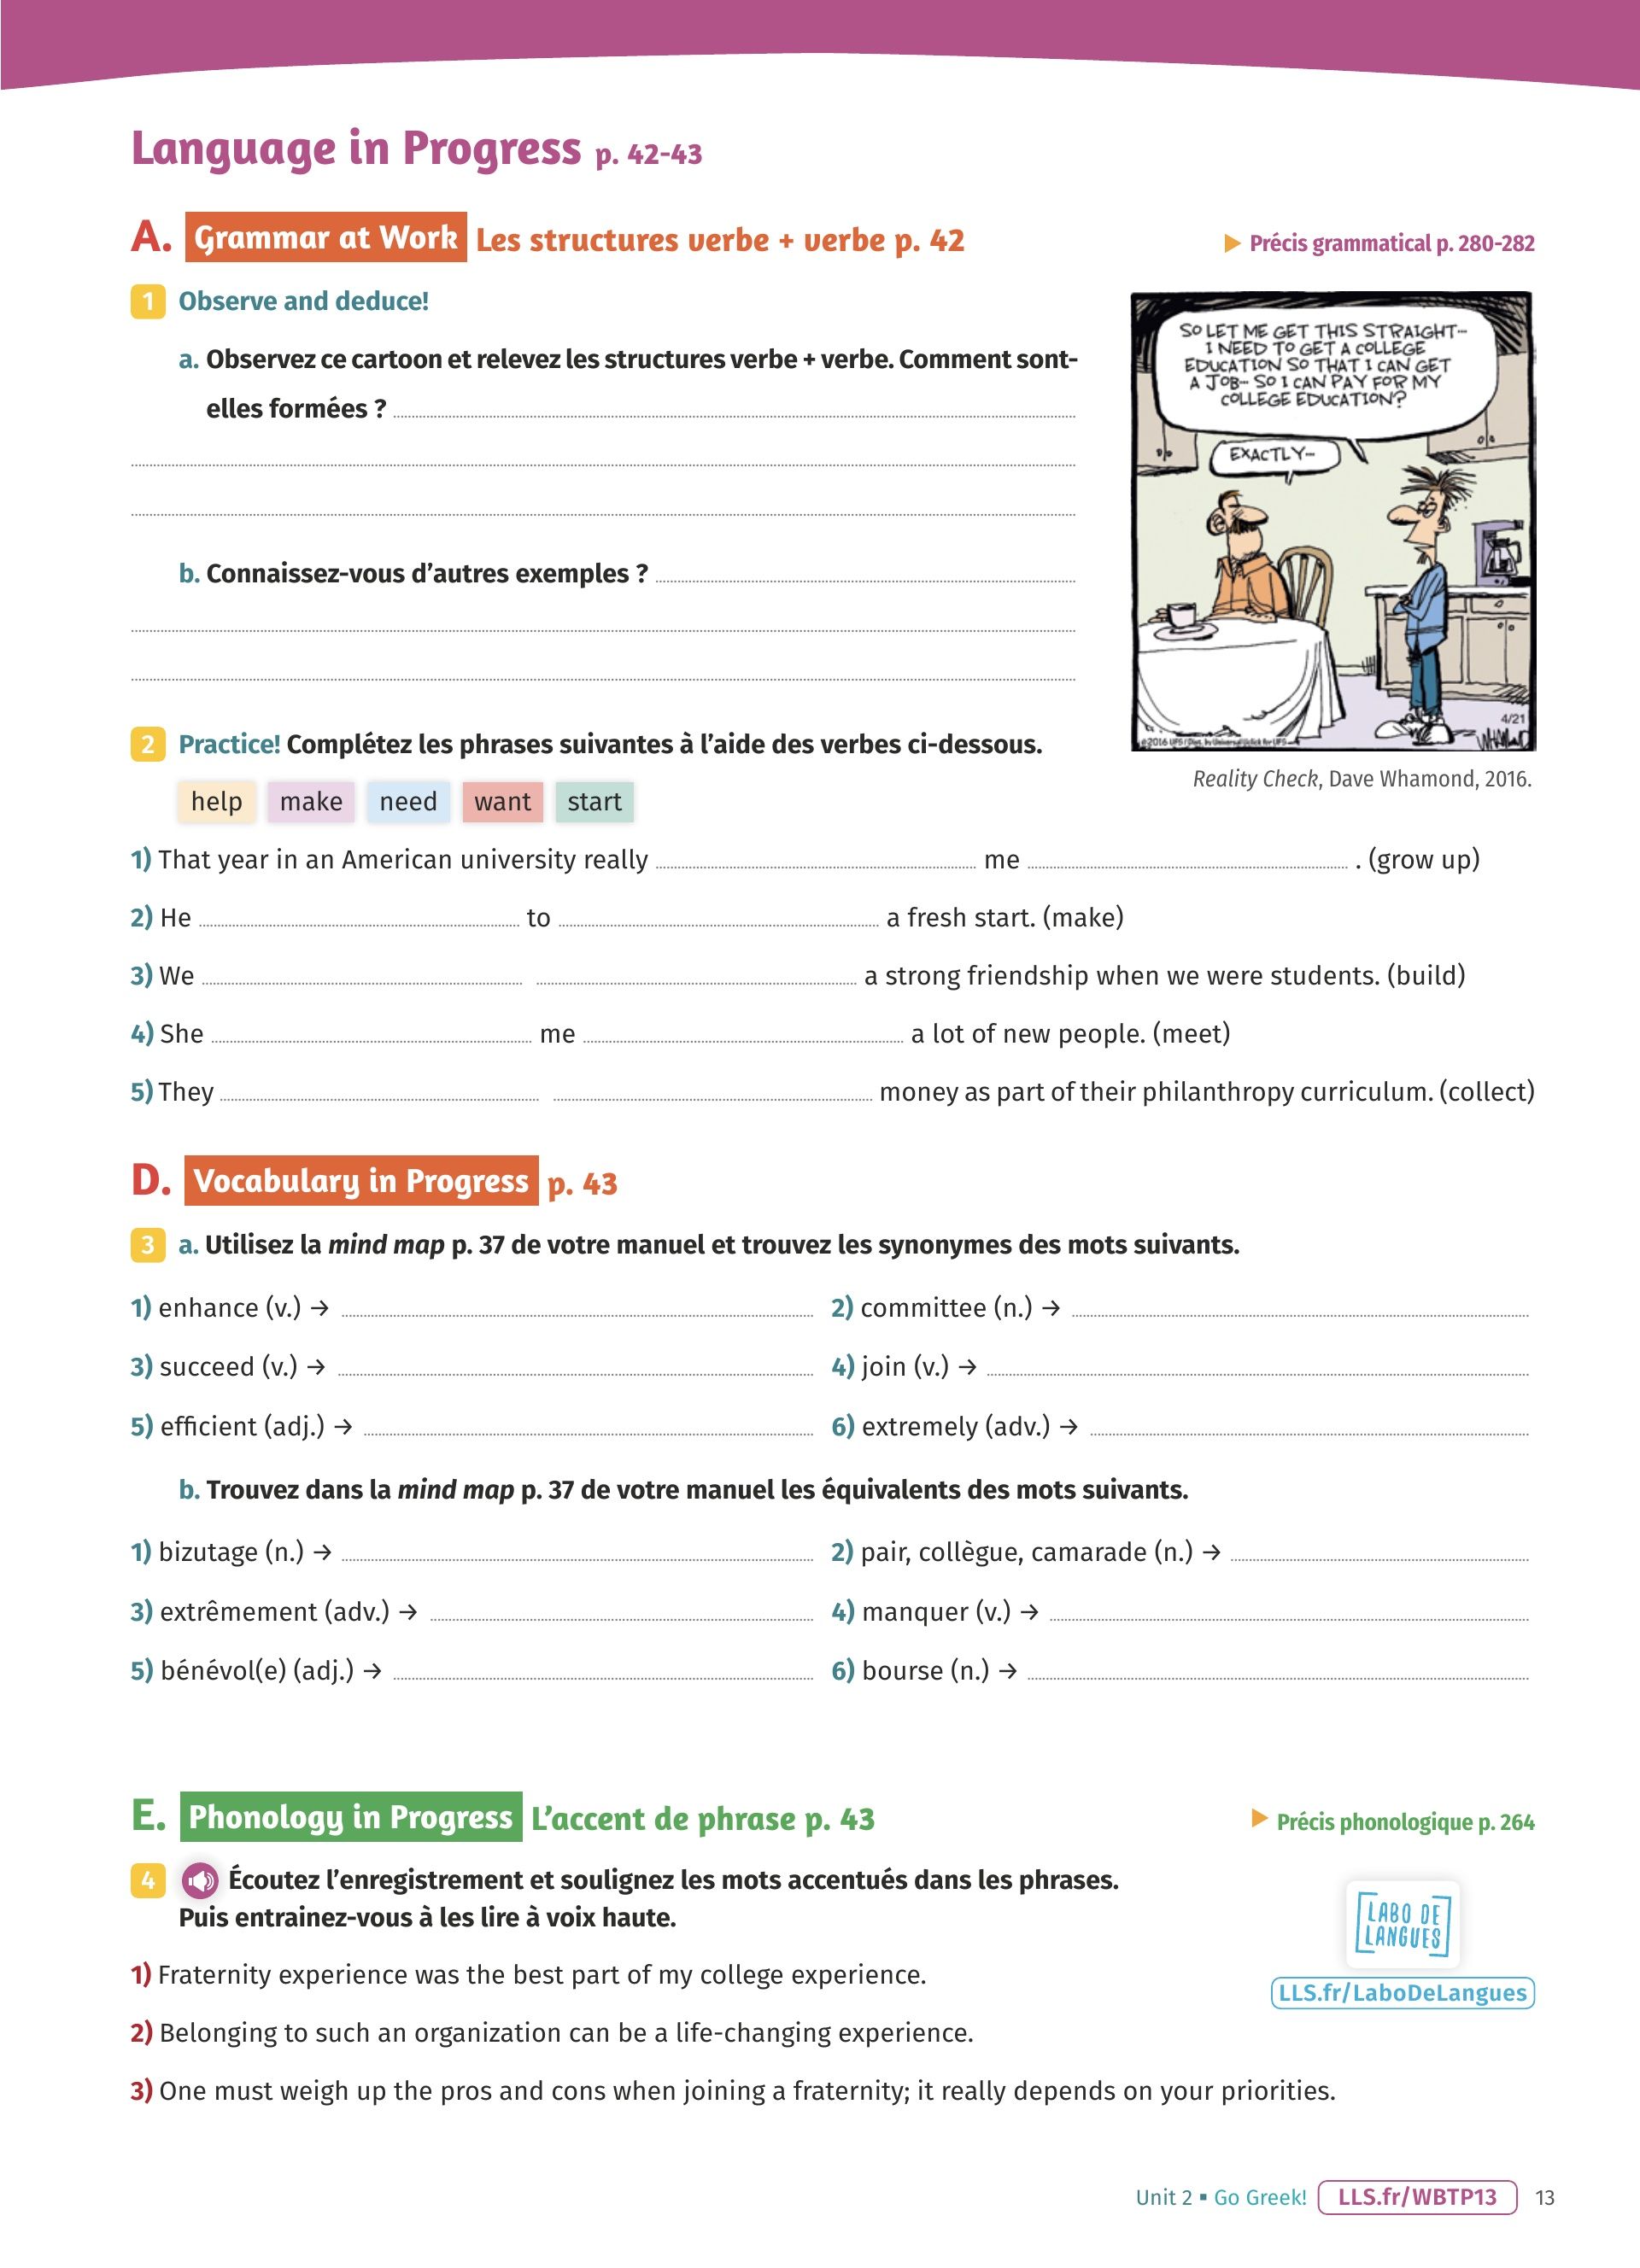 Language in Progress p. 42-43
A. Grammar at Work Les structures verbe + verbe p. 42
Précis grammatical p. 280-282
1 Observe and deduce!
a. Observez ce cartoon et relevez les structures verbe + verbe. Comment sont-
elles formées ?
b. Connaissez-vous d'autres exemples ?
SO LET ME GET THIS STRAIGHT...
I NEED TO GET A COLLEGE
EDUCATION SO THAT I CAN GET
A JOB... SO I CAN PAY FOR MY
COLLEGE EDUCATION?
EXACTLY...
4/21
©2016 UFS/Dist. by Universal Uclick for UFS
WHAMOND
Reality Check, Dave Whamond, 2016.
2 Practice! Complétez les phrases suivantes à l'aide des verbes ci-dessous.
help make need want start
1) That year in an American university really me . (grow up)
2) He to a fresh start. (make)
3) We a strong friendship when we were students. (build)
4) She me a lot of new people. (meet)
5) They money as part of their philanthropy curriculum. (collect)
D. Vocabulary in Progress p. 43
3 a. Utilisez la mind map p. 37 de votre manuel et trouvez les synonymes des mots suivants.
1) enhance (v.) → 2) committee (n.) →
3) succeed (v.) → 4) join (v.) →
5) efficient (adj.) → 6) extremely (adv.) →
b. Trouvez dans la mind map p. 37 de votre manuel les équivalents des mots suivants.
1) bizutage (n.) → 2) pair, collègue, camarade (n.) →
3) extrêmement (adv.) → 4) manquer (v.) →
5) bénévol(e) (adj.) → 6) bourse (n.) →
E. Phonology in Progress L'accent de phrase p. 43
Précis phonologique p. 264
4 Écoutez l'enregistrement et soulignez les mots accentués dans les phrases.
Puis entrainez-vous à les lire à voix haute.
LABO DE
LANGUES
LLS.fr/LaboDeLangues
1) Fraternity experience was the best part of my college experience.
2) Belonging to such an organization can be a life-changing experience.
3) One must weigh up the pros and cons when joining a fraternity; it really depends on your priorities.
Unit 2 ▪ Go Greek! LLS.fr/WBTP13 13